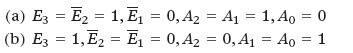 (a) E₃ = E̅₂ = 1, E̅₁ = 0, A₂ = A₁ = 1, A₀ = 0
(b) E₃ = 1, E̅₂ = E̅₁ = 0, A₂ = 0, A₁ = A₀ = 1